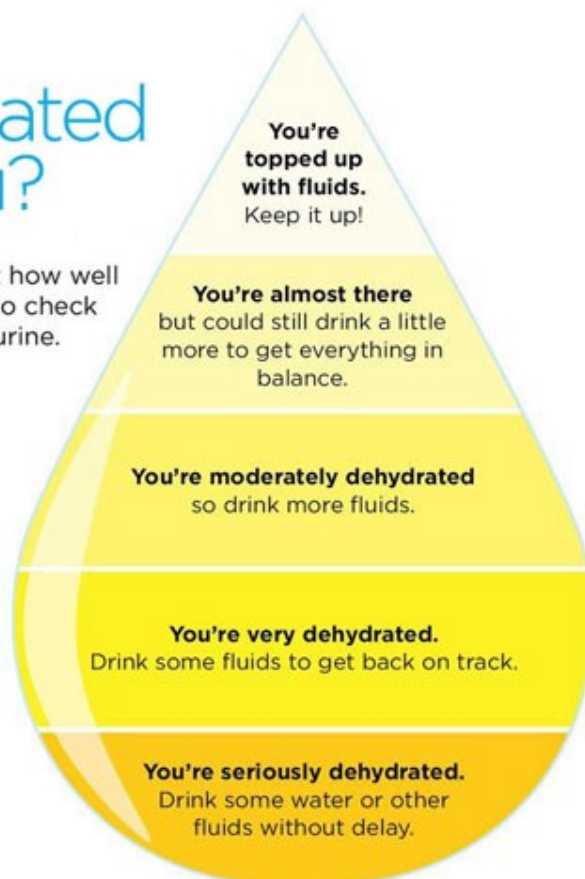 ated
?
how well
o check
urine.
You're
topped up
with fluids.
Keep it up!
You're almost there
but could still drink a little
more to get everything in
balance.
You're moderately dehydrated
so drink more fluids.
You're very dehydrated.
Drink some fluids to get back on track.
You're seriously dehydrated.
Drink some water or other
fluids without delay.